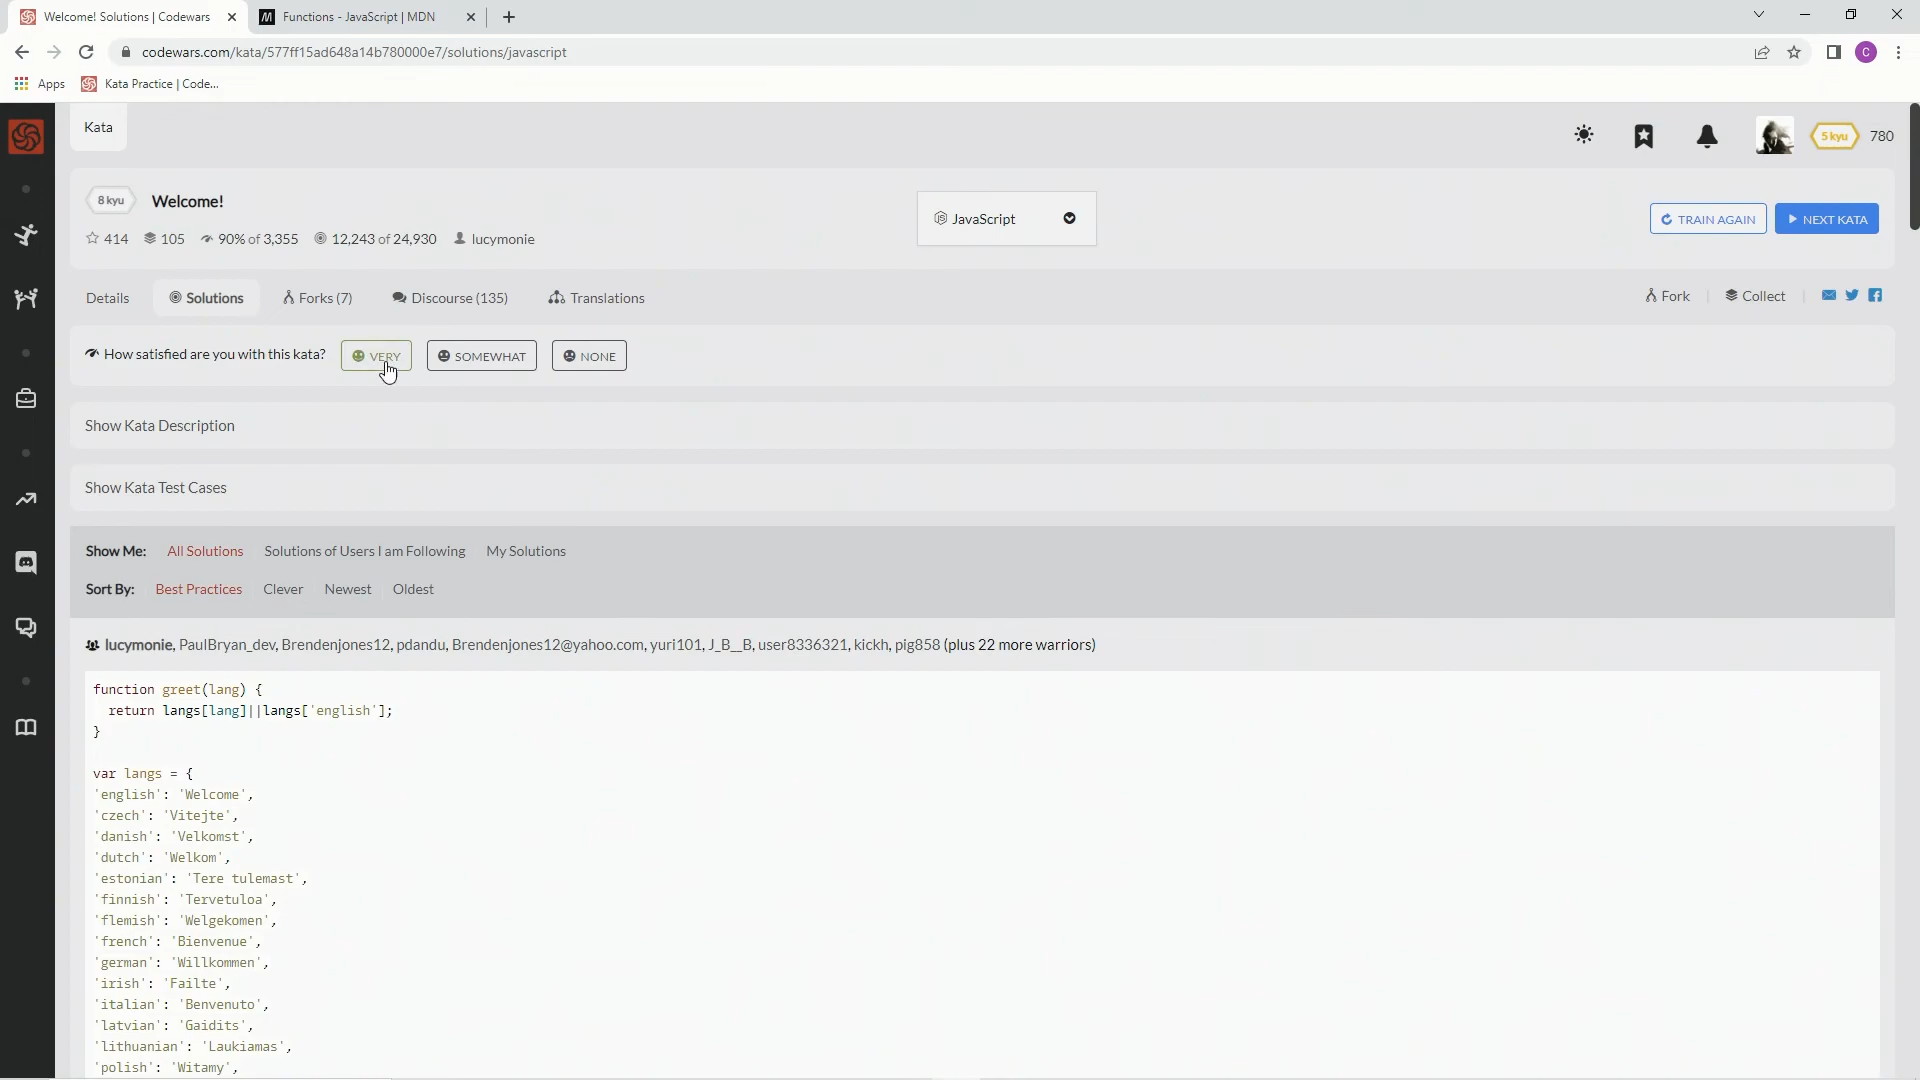 Welcome! Solutions | Codewars
Functions - JavaScript | MDN
codewars.com/kata/577ff15ad648a14b780000e7/solutions/javascript
C
Apps
Kata Practice | Code...
Kata
5 kyu
780
8 kyu
Welcome!
JavaScript
TRAIN AGAIN
NEXT KATA
414
105
90% of 3,355
12,243 of 24,930
lucymonie
Details
Solutions
Forks (7)
Discourse (135)
Translations
Fork
Collect
How satisfied are you with this kata?
VERY
SOMEWHAT
NONE
Show Kata Description
Show Kata Test Cases
Show Me: All Solutions Solutions of Users I am Following My Solutions
Sort By: Best Practices Clever Newest Oldest
lucymonie, PaulBryan_dev, Brendenjones12, pdandu, Brendenjones12@yahoo.com, yuri101, J_B__B, user8336321, kickh, pig858 (plus 22 more warriors)
function greet(lang) {
return langs[lang]||langs['english'];
}
var langs = {
'english': 'Welcome',
'czech': 'Vitejte',
'danish': 'Velkomst',
'dutch': 'Welkom',
'estonian': 'Tere tulemast',
'finnish': 'Tervetuloa',
'flemish': 'Welgekomen',
'french': 'Bienvenue',
'german': 'Willkommen',
'irish': 'Failte',
'italian': 'Benvenuto',
'latvian': 'Gaidits',
'lithuanian': 'Laukiamas',
'polish': 'Witamy',